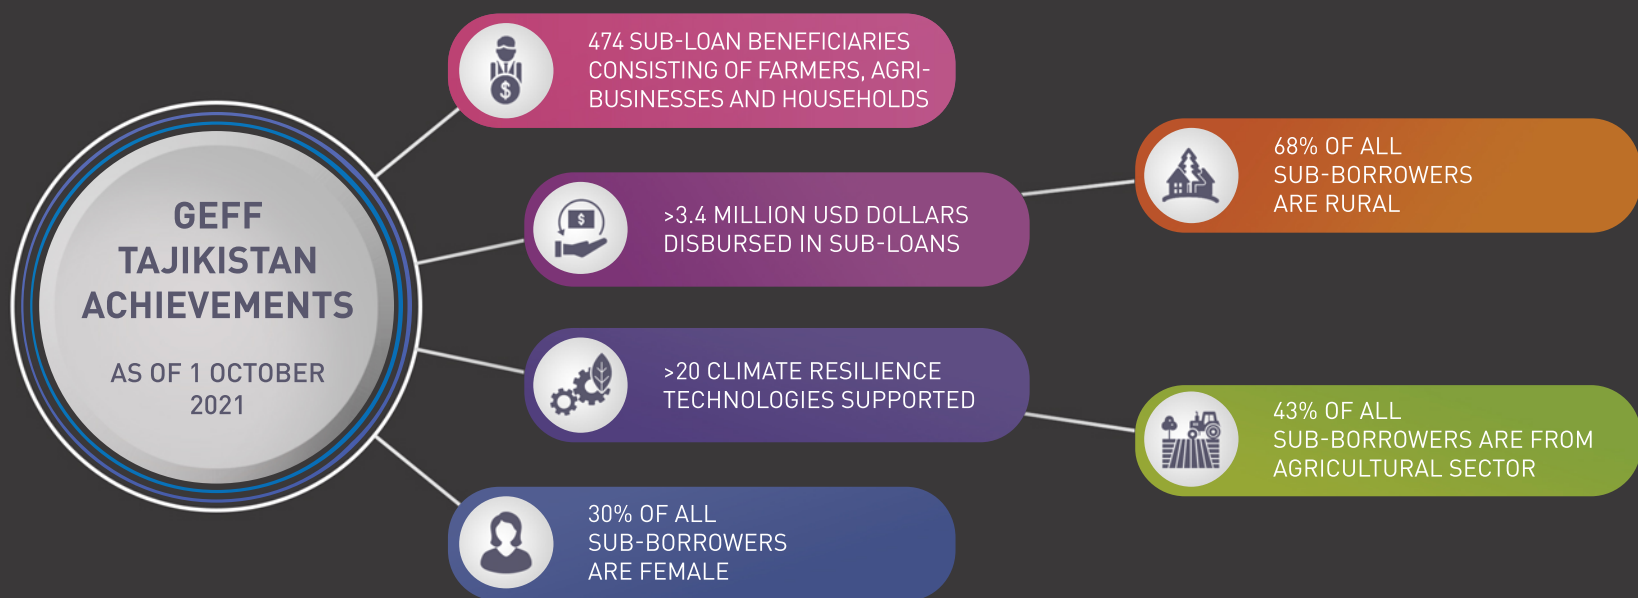 GEFF
TAJIKISTAN
ACHIEVEMENTS
AS OF 1 OCTOBER
2021
474 SUB-LOAN BENEFICIARIES
CONSISTING OF FARMERS, AGRI-
BUSINESSES AND HOUSEHOLDS
>3.4 MILLION USD DOLLARS
DISBURSED IN SUB-LOANS
68% OF ALL
SUB-BORROWERS
ARE RURAL
>20 CLIMATE RESILIENCE
TECHNOLOGIES SUPPORTED
43% OF ALL
SUB-BORROWERS ARE FROM
AGRICULTURAL SECTOR
30% OF ALL
SUB-BORROWERS
ARE FEMALE